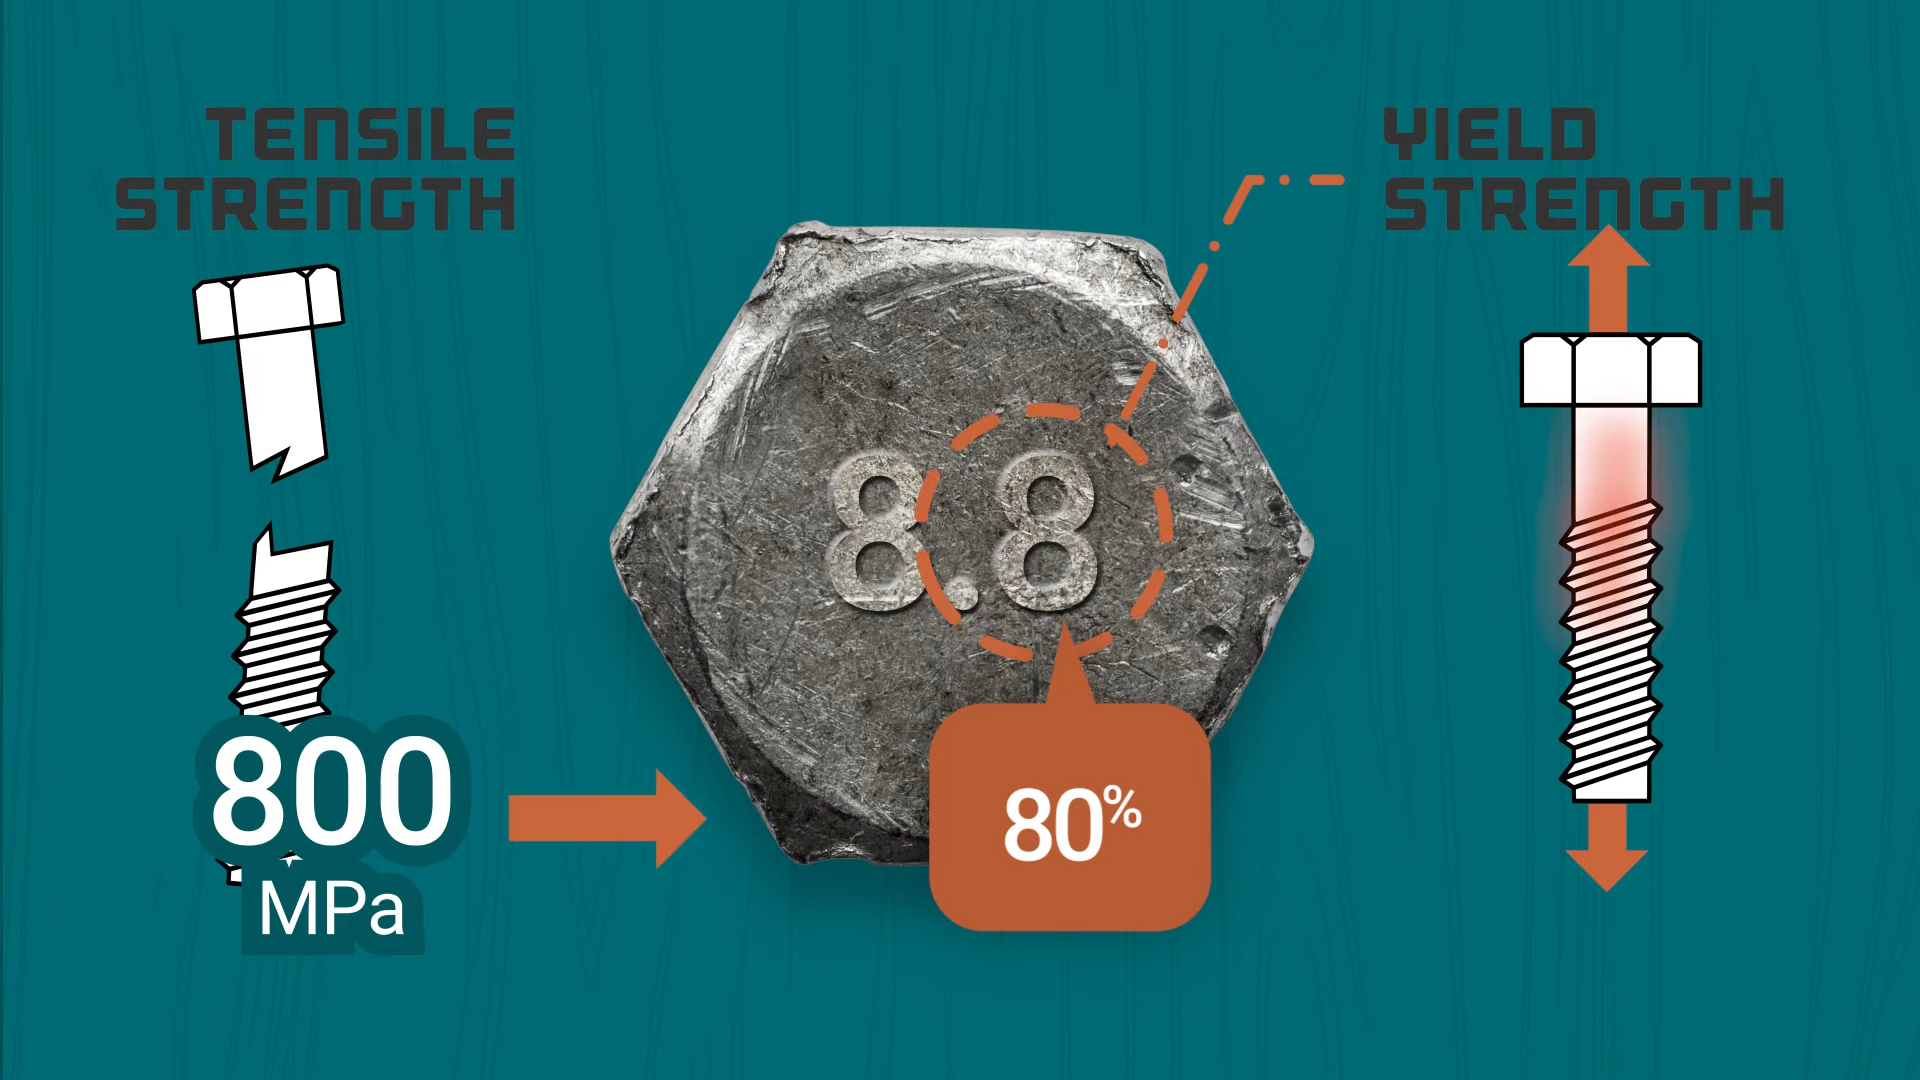 TENSILE
STRENGTH
YIELD
STRENGTH
8.8
800
MPa
80%